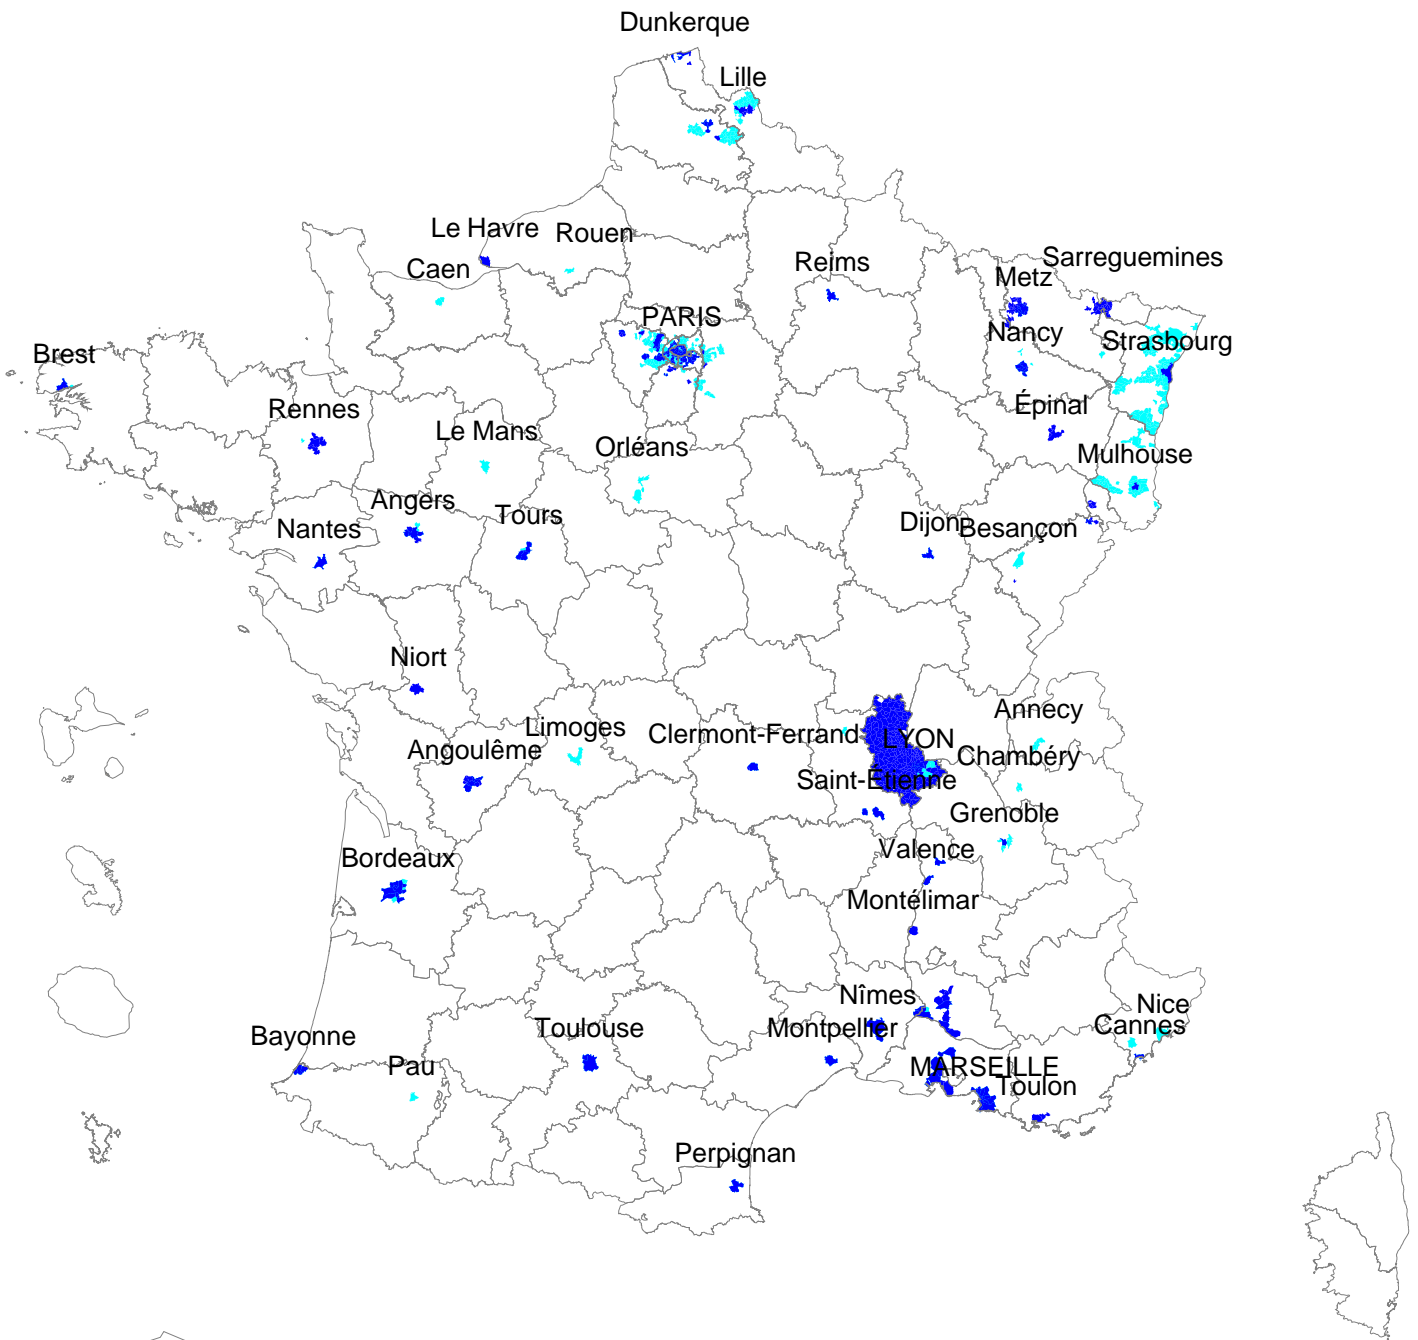 Dunkerque
Lille
Le Havre
Rouen
Caen
Reims
Sarreguemines
Metz
PARIS
Nancy
Strasbourg
Brest
Rennes
Épinal
Le Mans
Orléans
Mulhouse
Angers
Tours
Nantes
Dijon
Besançon
Niort
Annecy
Limoges
Clermont-Ferrand
LYON
Angoulême
Chambéry
Saint-Étienne
Grenoble
Valence
Bordeaux
Montélimar
Nîmes
Nice
Cannes
Bayonne
Toulouse
Montpellier
Pau
MARSEILLE
Toulon
Perpignan